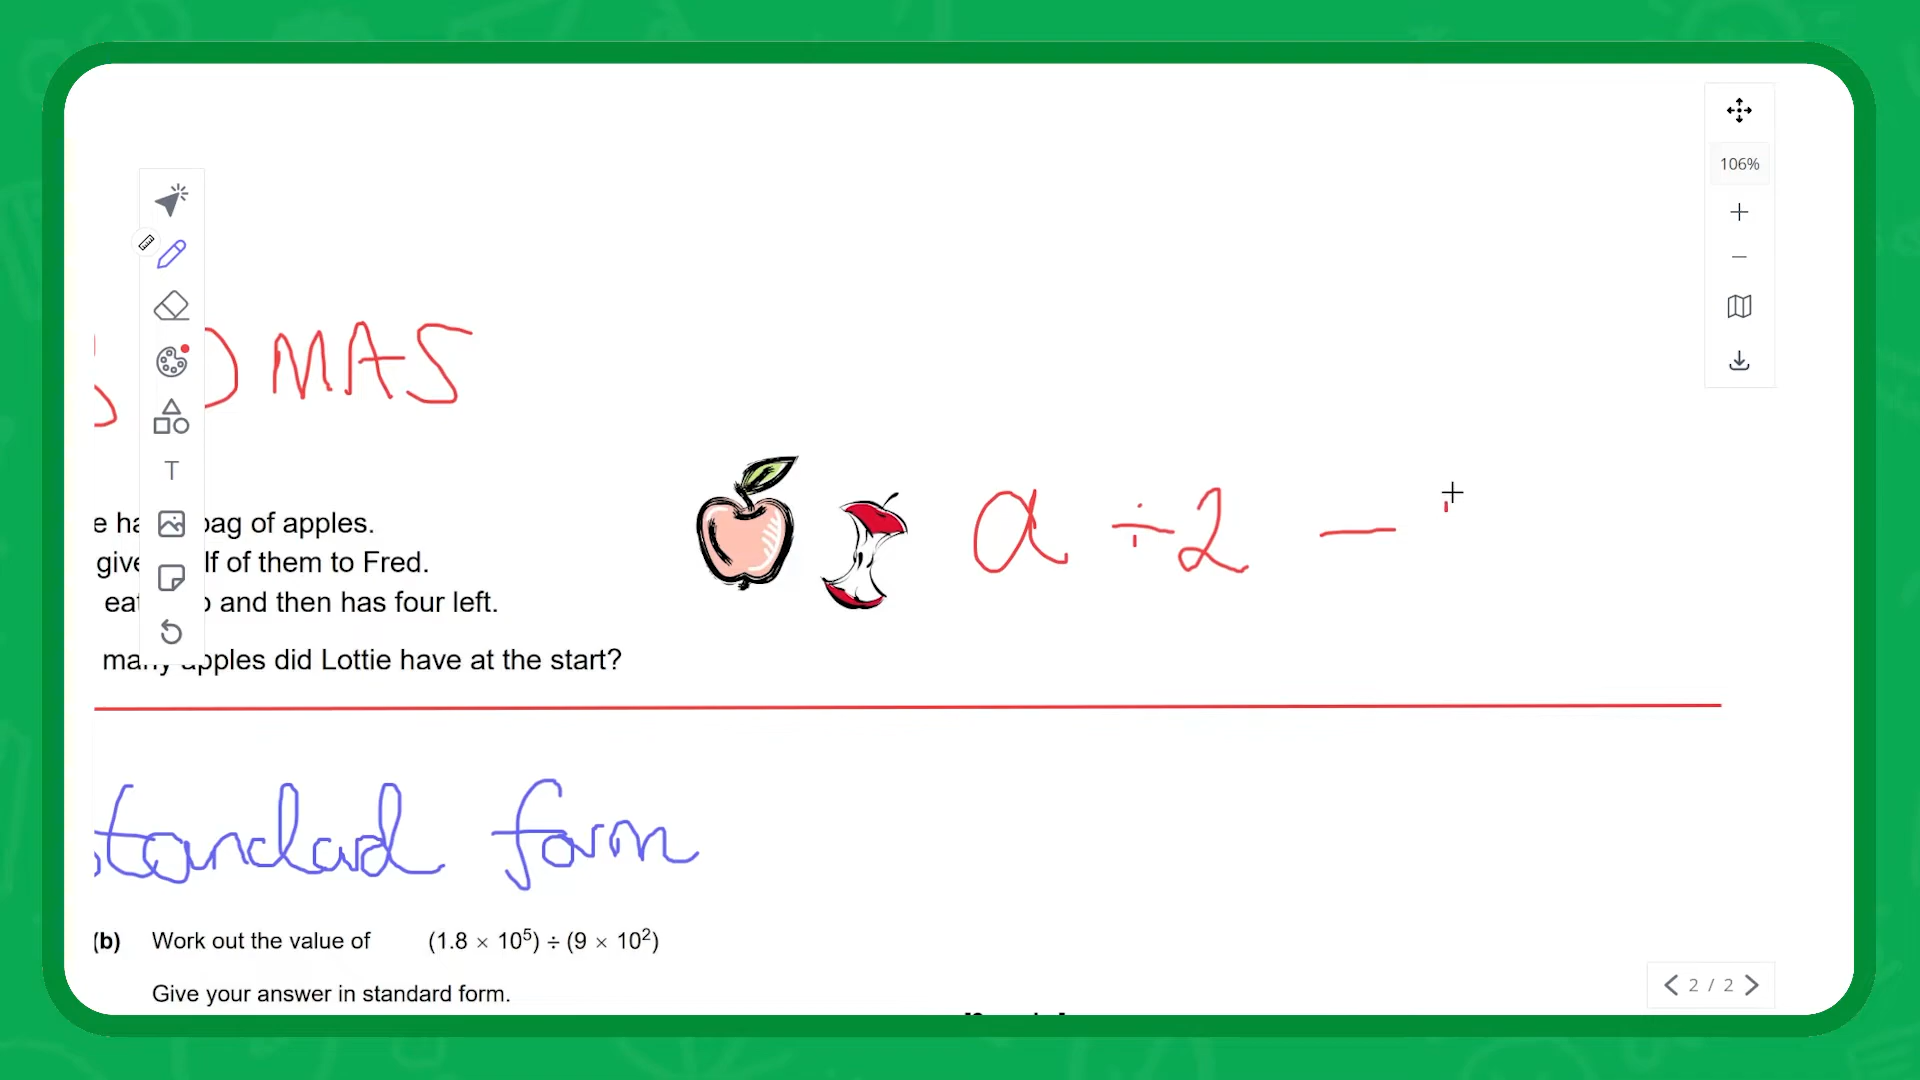 106%
DMAS
e ha bag of apples.
give lf of them to Fred.
eat and then has four left.
many apples did Lottie have at the start?
a ÷ 2 —
standard form
(b) Work out the value of (1.8 × 10⁵) ÷ (9 × 10²)
Give your answer in standard form.
2 / 2